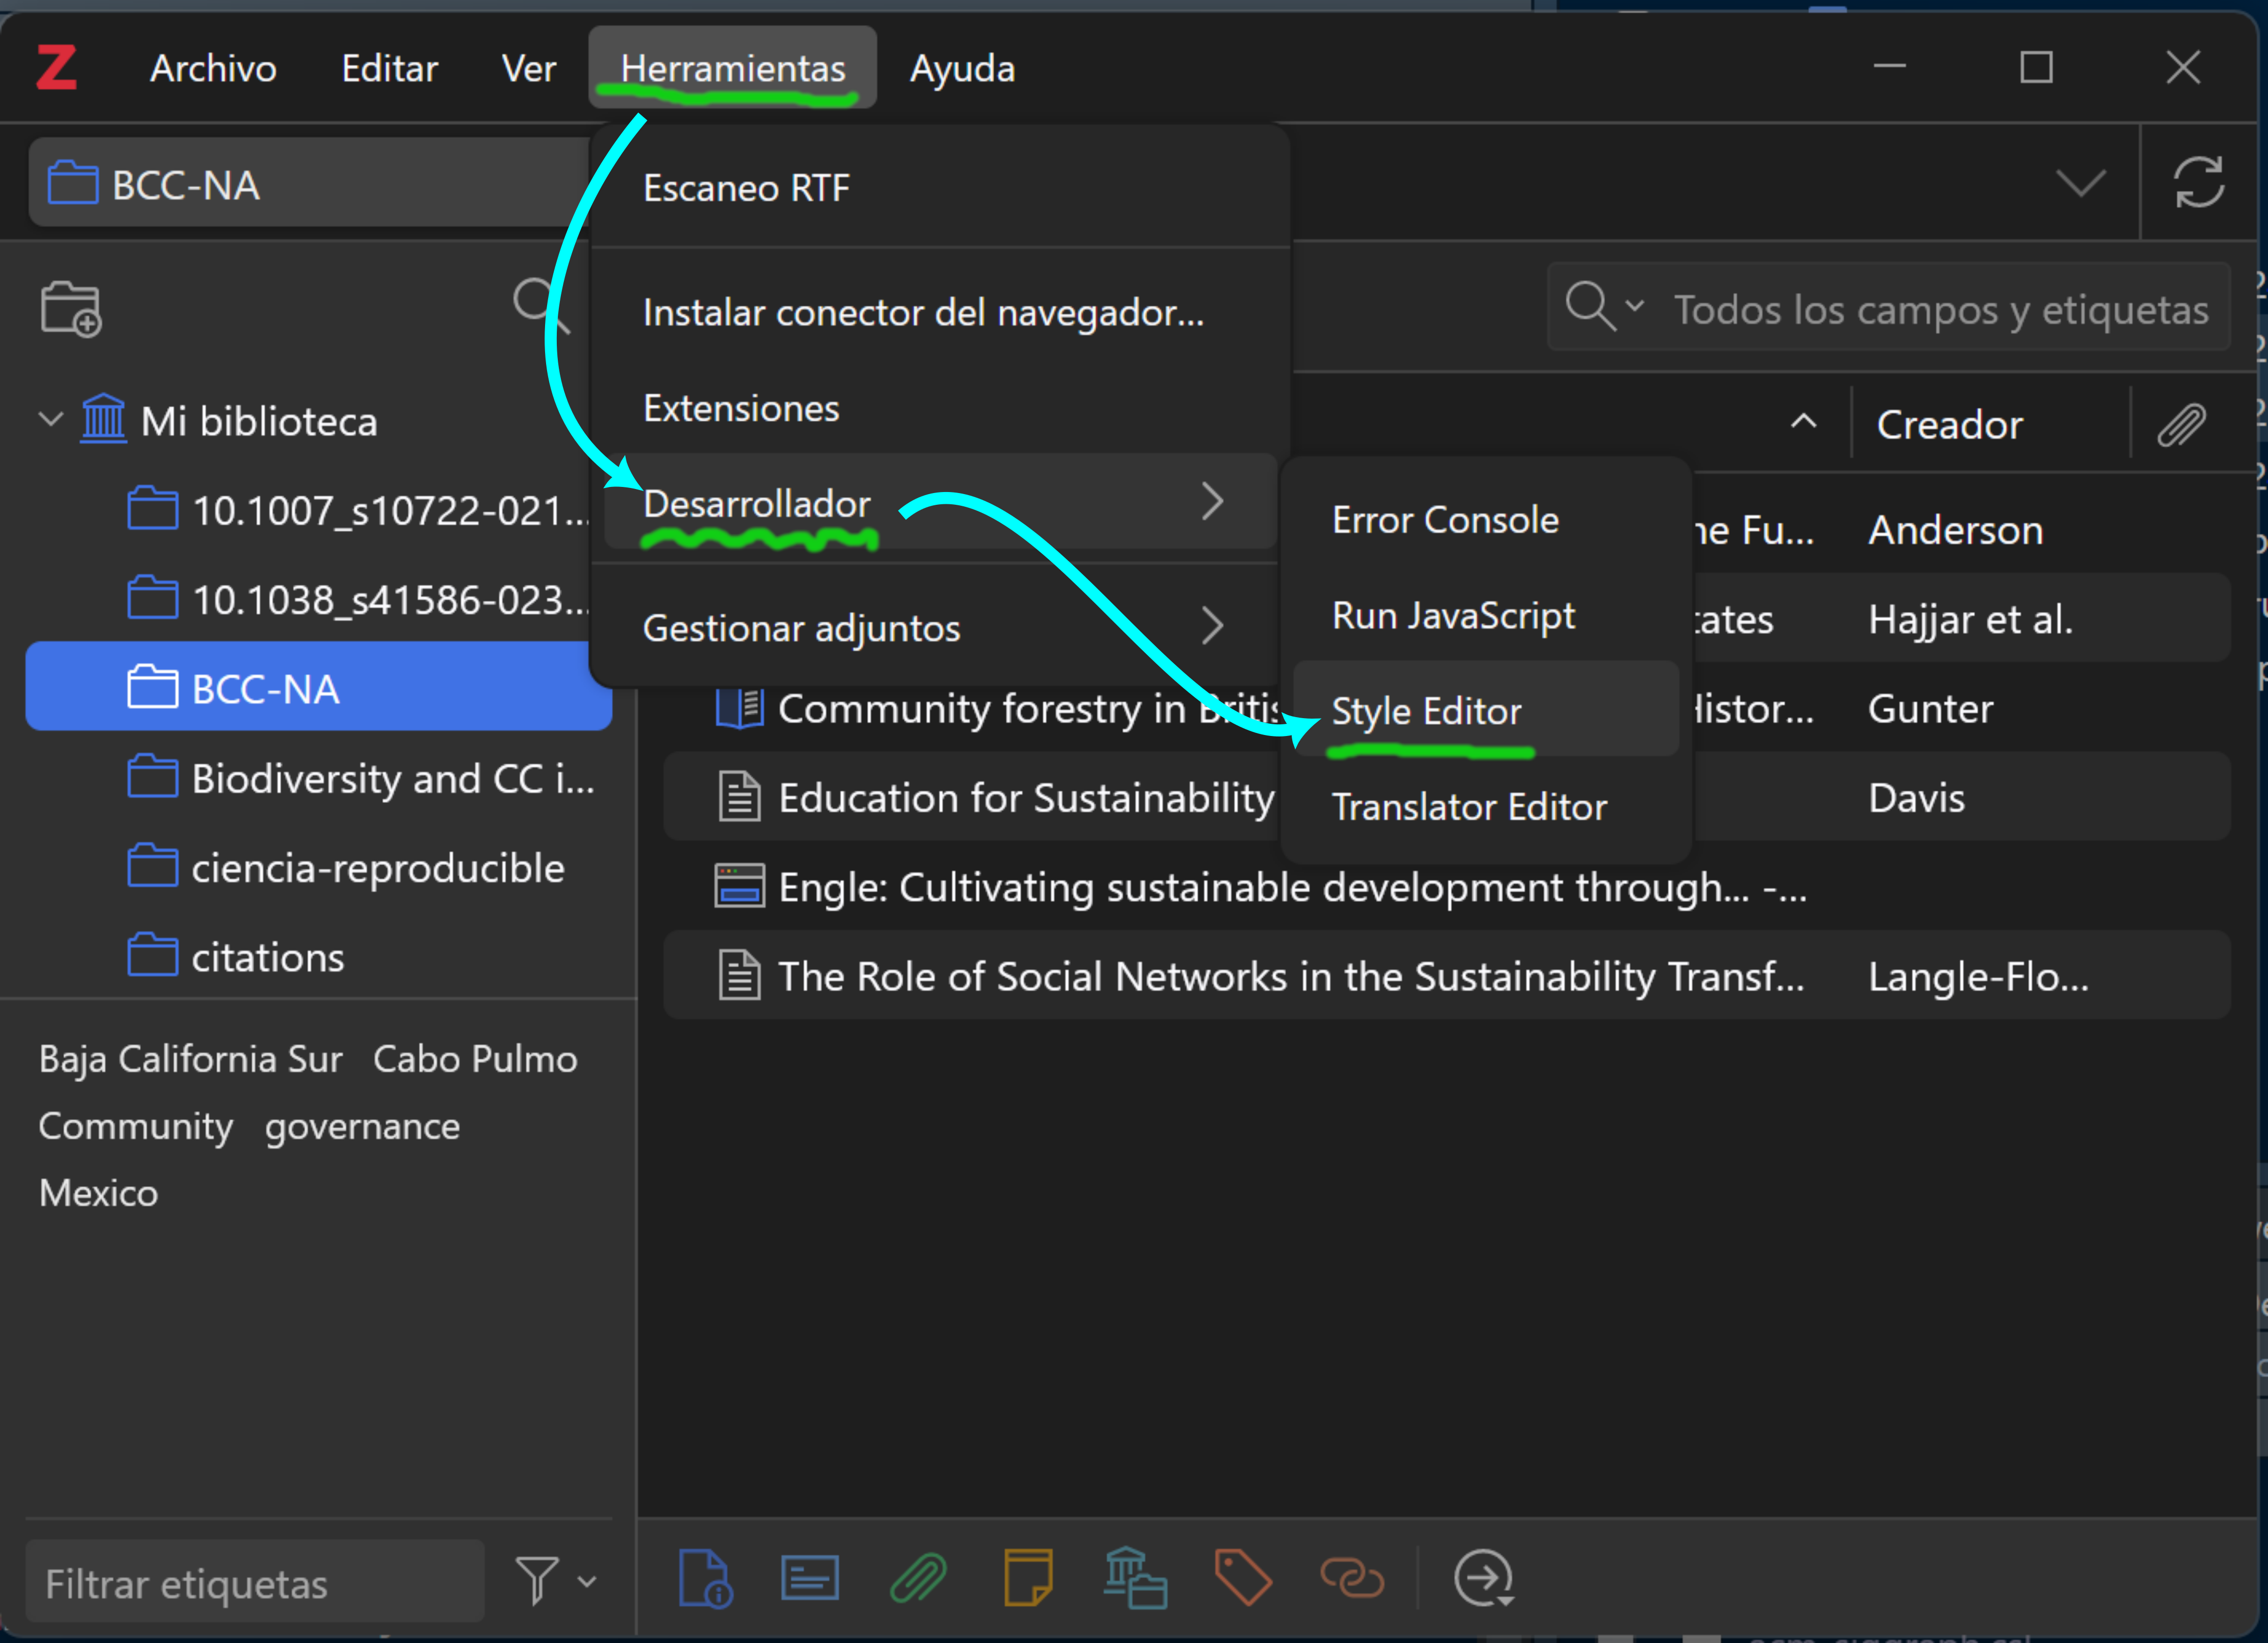 Z Archivo Editar Ver Herramientas Ayuda
BCC-NA
Escaneo RTF
Instalar conector del navegador...
Extensiones
Desarrollador
Gestionar adjuntos
Error Console
Run JavaScript
Style Editor
Translator Editor
Todos los campos y etiquetas
Mi biblioteca
10.1007_s10722-021...
10.1038_s41586-023...
BCC-NA
Biodiversity and CC i...
ciencia-reproducible
citations
Creador
Fu... Anderson
Hajjar et al.
Community forestry in Gunter
Education for Sustainability Davis
Engle: Cultivating sustainable development through... -...
The Role of Social Networks in the Sustainability Transf... Langle-Flo...
Baja California Sur Cabo Pulmo
Community governance
Mexico
Filtrar etiquetas